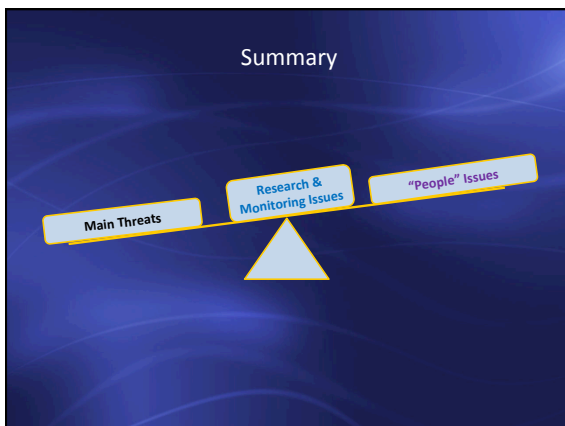 Summary
Main Threats
Research &
Monitoring Issues
“People” Issues